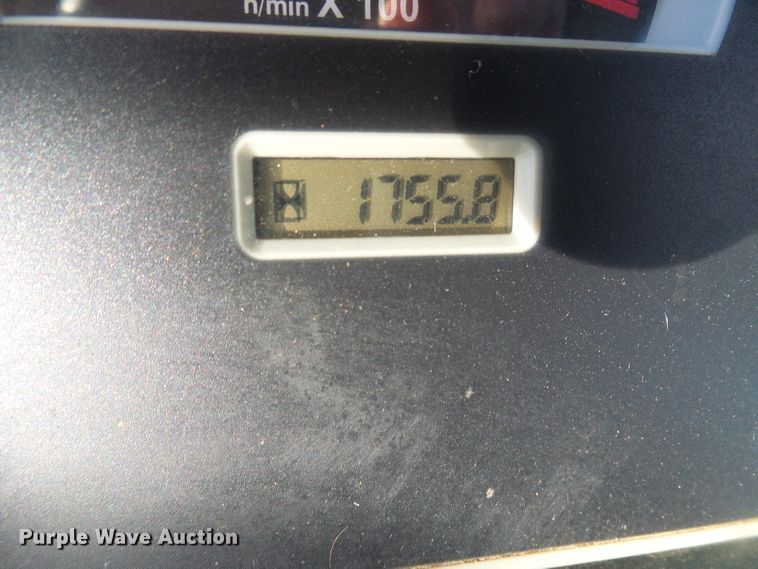 n/min X 100
1755.8
Purple Wave Auction